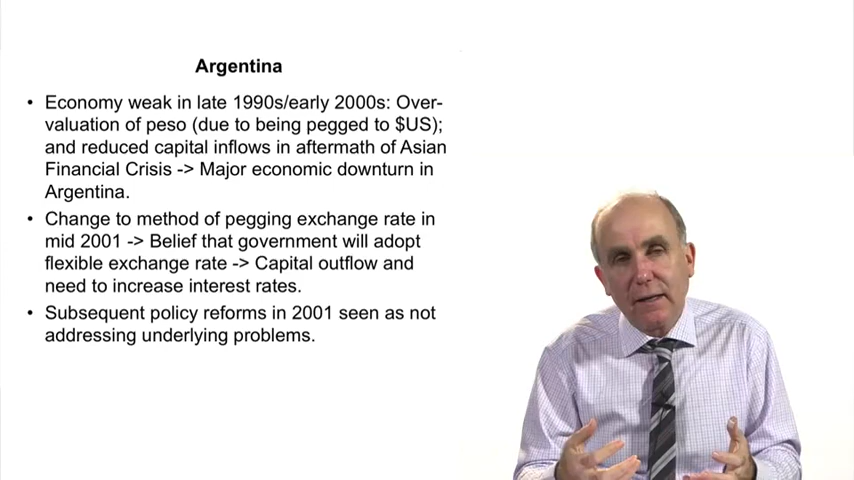 Argentina
• Economy weak in late 1990s/early 2000s: Over-
valuation of peso (due to being pegged to $US);
and reduced capital inflows in aftermath of Asian
Financial Crisis -> Major economic downturn in
Argentina.
• Change to method of pegging exchange rate in
mid 2001 -> Belief that government will adopt
flexible exchange rate -> Capital outflow and
need to increase interest rates.
• Subsequent policy reforms in 2001 seen as not
addressing underlying problems.